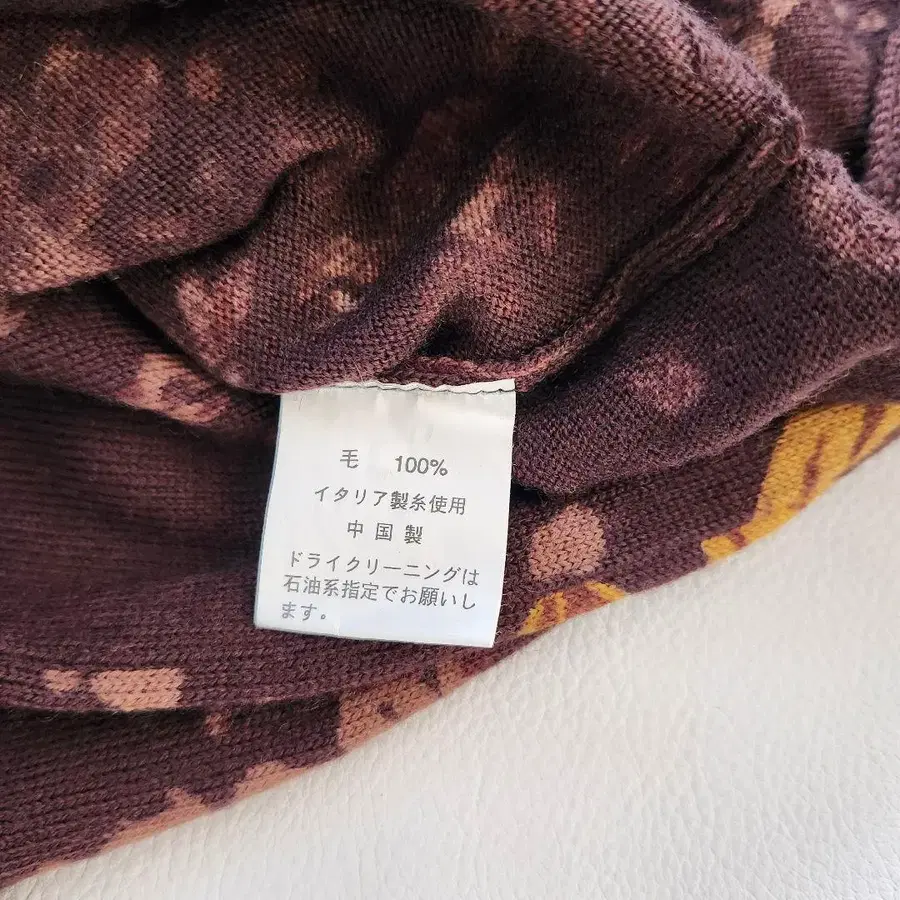 毛 100%
イタリア製糸使用
中国製
ドライクリーニングは
石油系指定でお願いし
ます。